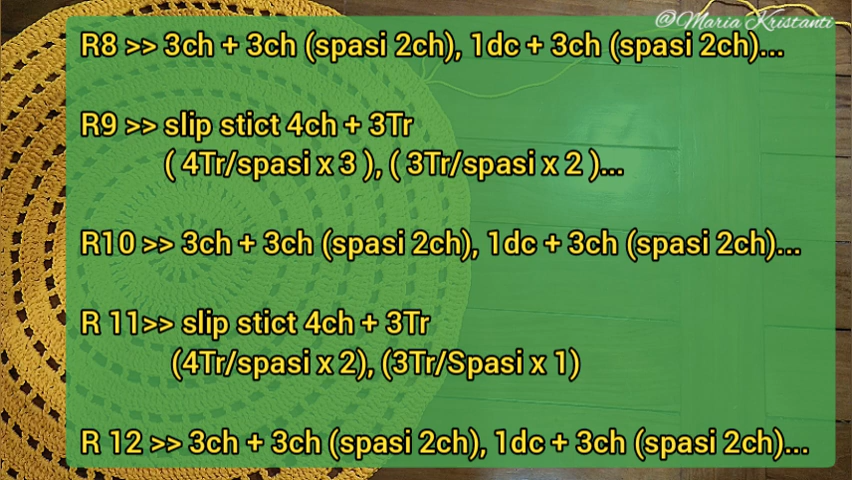 @Maria Kristanti
R8 >> 3ch + 3ch (spasi 2ch), 1dc + 3ch (spasi 2ch)...
R9 >> slip stict 4ch + 3Tr
( 4Tr/spasi x 3 ), ( 3Tr/spasi x 2 )...
R10 >> 3ch + 3ch (spasi 2ch), 1dc + 3ch (spasi 2ch)...
R 11>> slip stict 4ch + 3Tr
(4Tr/spasi x 2), (3Tr/Spasi x 1)
R 12 >> 3ch + 3ch (spasi 2ch), 1dc + 3ch (spasi 2ch)...